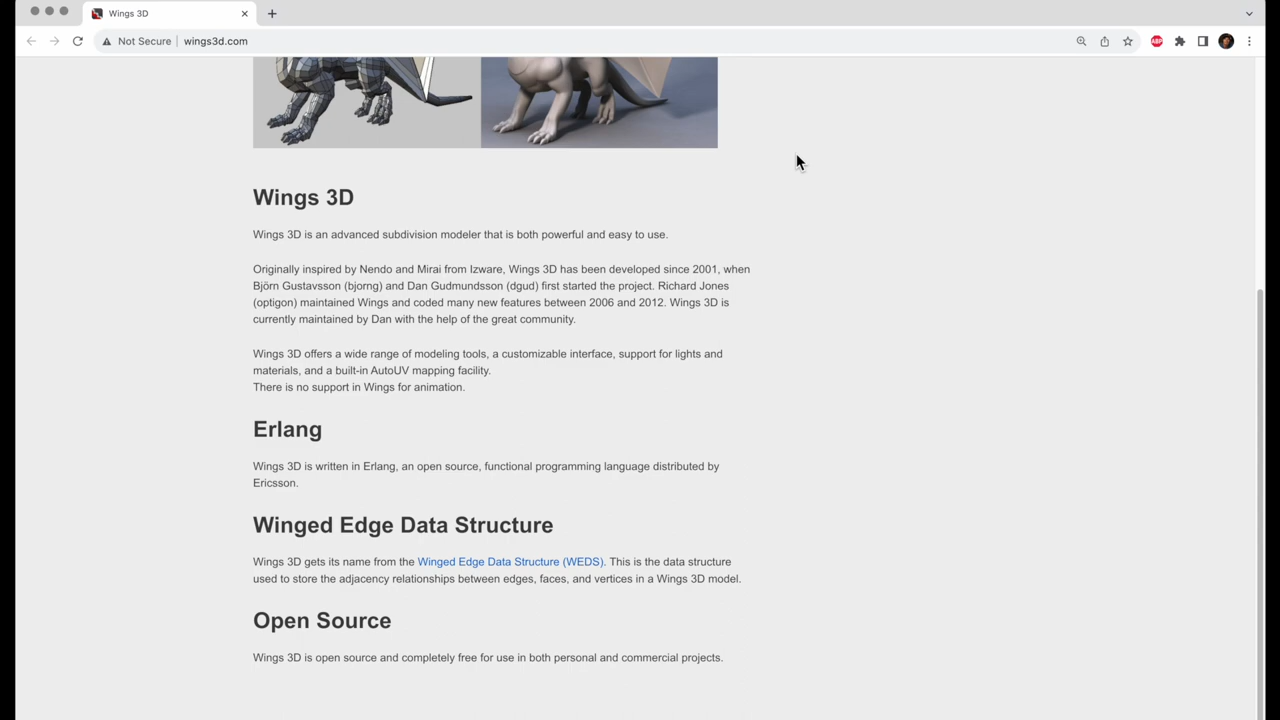 Wings 3D
Not Secure
wings3d.com
ABP
Wings 3D
Wings 3D is an advanced subdivision modeler that is both powerful and easy to use.
Originally inspired by Nendo and Mirai from Izware, Wings 3D has been developed since 2001, when
Björn Gustavsson (bjorng) and Dan Gudmundsson (dgud) first started the project. Richard Jones
(optigon) maintained Wings and coded many new features between 2006 and 2012. Wings 3D is
currently maintained by Dan with the help of the great community.
Wings 3D offers a wide range of modeling tools, a customizable interface, support for lights and
materials, and a built-in AutoUV mapping facility.
There is no support in Wings for animation.
Erlang
Wings 3D is written in Erlang, an open source, functional programming language distributed by
Ericsson.
Winged Edge Data Structure
Wings 3D gets its name from the Winged Edge Data Structure (WEDS). This is the data structure
used to store the adjacency relationships between edges, faces, and vertices in a Wings 3D model.
Open Source
Wings 3D is open source and completely free for use in both personal and commercial projects.